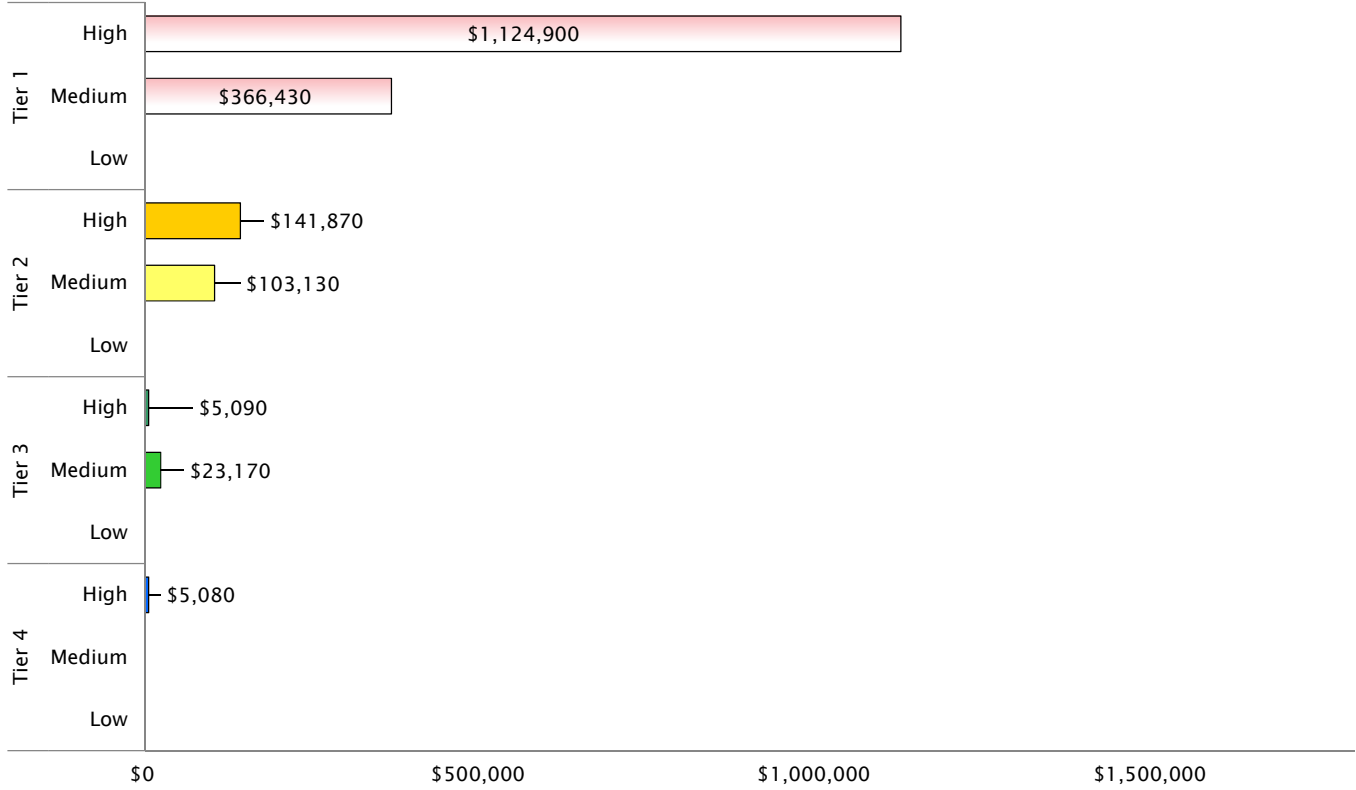 Tier 1
High
$1,124,900
Medium
$366,430
Low
Tier 2
High
$141,870
Medium
$103,130
Low
Tier 3
High
$5,090
Medium
$23,170
Low
Tier 4
High
$5,080
Medium
Low
$0
$500,000
$1,000,000
$1,500,000